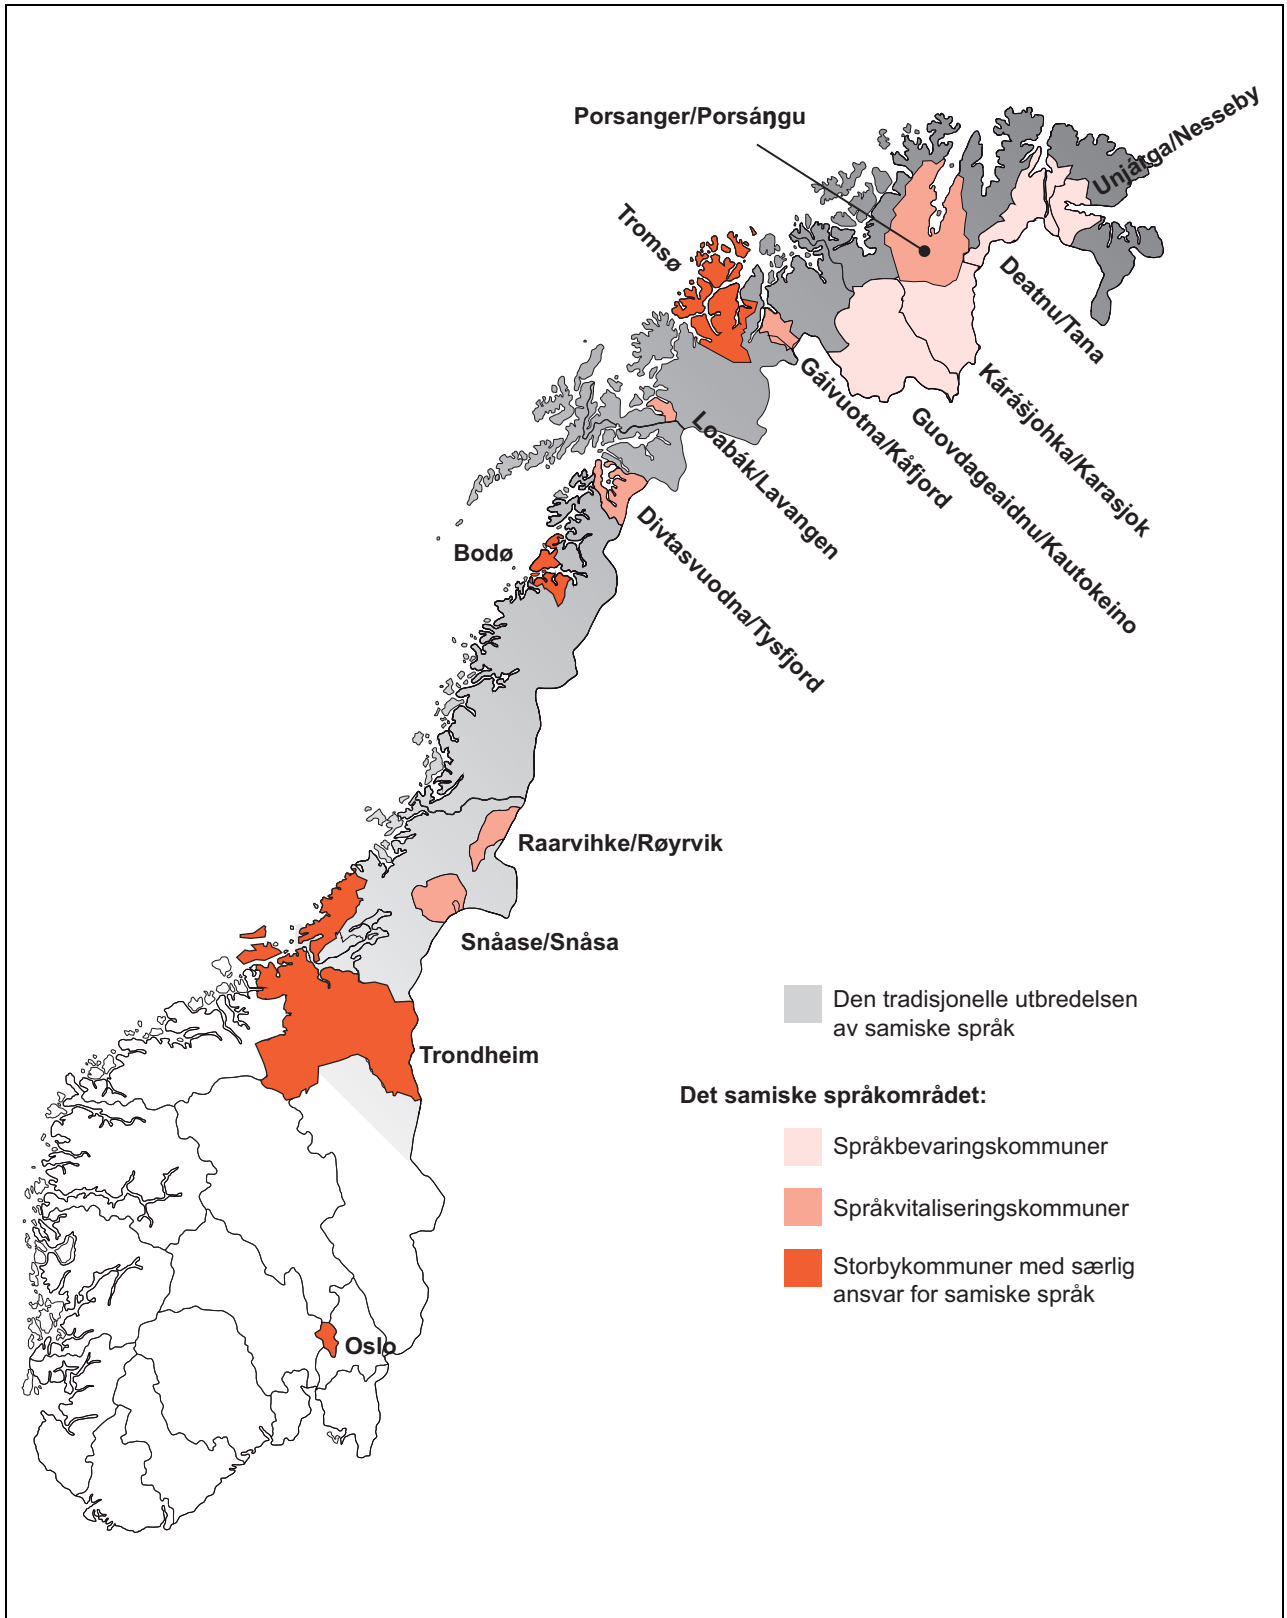 Porsanger/Porsáŋgu
Unjárga/Nesseby
Tromsø
Deatnu/Tana
Kárášjohka/Karasjok
Guovdageaidnu/Kautokeino
Gáivuotna/Kåfjord
Loabák/Lavangen
Divtasvuodna/Tysfjord
Bodø
Raarvihke/Røyrvik
Snåase/Snåsa
Trondheim
Oslo
Den tradisjonelle utbredelsen
av samiske språk
Det samiske språkområdet:
Språkbevaringskommuner
Språkvitaliseringskommuner
Storbykommuner med særlig
ansvar for samiske språk